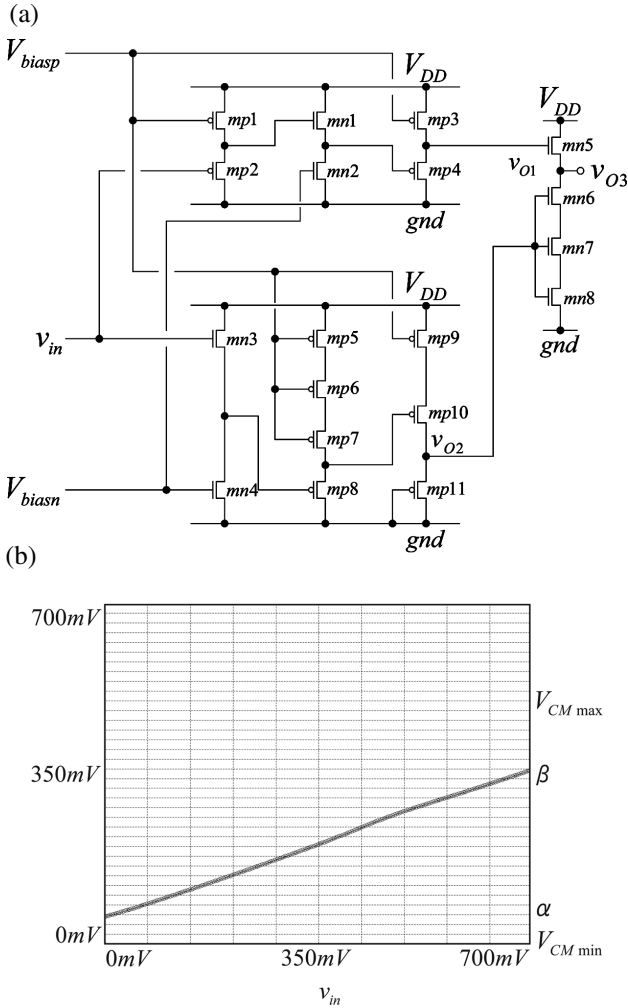 (a)
V_biasp
V_DD
mp1
mn1
mp3
mp2
mn2
mp4
gnd
V_DD
mn5
v_O1
v_O3
mn6
mn7
mn8
gnd
V_DD
v_in
mn3
mp5
mp9
mp6
mp10
mp7
v_O2
V_biasn
mn4
mp8
mp11
gnd
(b)
700mV
V_CM max
350mV
β
α
0mV
V_CM min
0mV
350mV
700mV
v_in